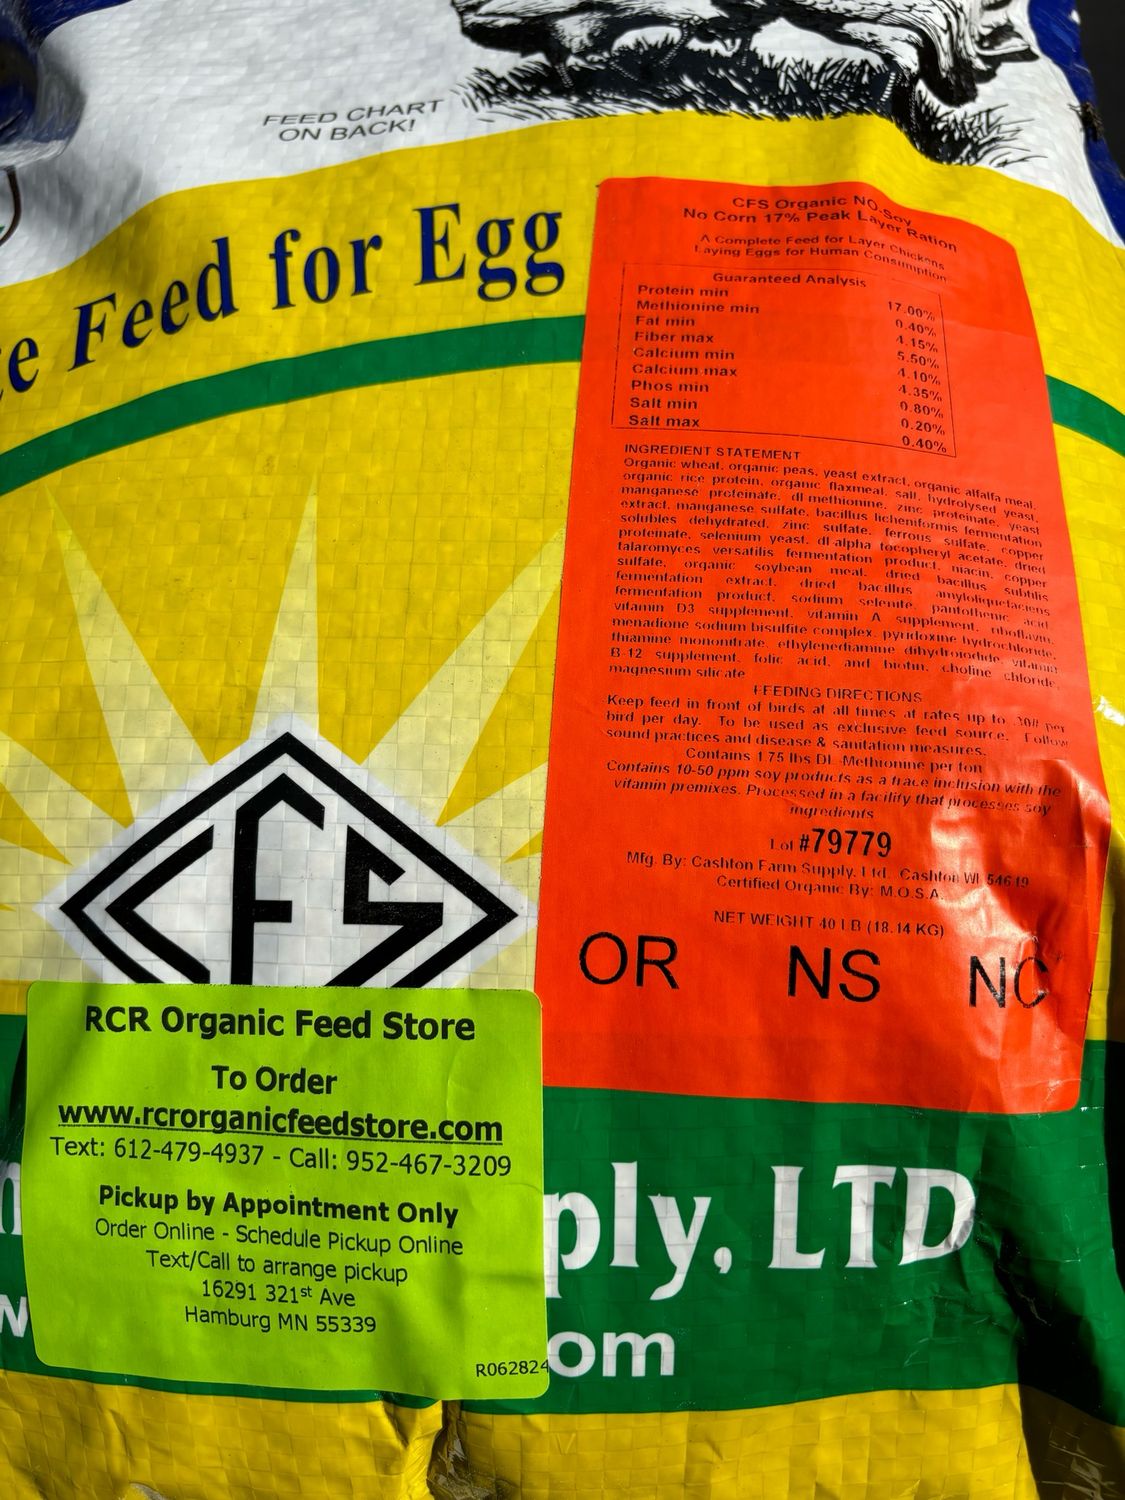 FEED CHART
ON BACK!
Feed for Egg
CFS Organic NO Soy
No Corn 17% Peak Layer Ration
A Complete Feed for Layer Chickens
Laying Eggs for Human Consumption
Guaranteed Analysis
Protein min 17.00%
Methionine min 0.40%
Fat min 4.15%
Fiber max 5.50%
Calcium min 4.10%
Calcium max 4.35%
Phos min 0.80%
Salt min 0.20%
Salt max 0.40%
INGREDIENT STATEMENT
Organic wheat, organic peas, yeast extract, organic alfalfa meal,
organic rice protein, organic flaxmeal, salt, hydrolysed yeast,
manganese proteinate, dl methionine, zinc proteinate, yeast
extract, manganese sulfate, bacillus licheniformis fermentation
solubles dehydrated, zinc sulfate, ferrous sulfate, copper
proteinate, selenium yeast, dl-alpha tocopheryl acetate, dried
talaromyces versatilis fermentation product, niacin, copper
sulfate, organic soybean meal, dried bacillus subtilis
fermentation extract, dried bacillus amyloliquefaciens
fermentation product, sodium selenite, pantothenic acid,
vitamin D3 supplement, vitamin A supplement, riboflavin,
menadione sodium bisulfite complex, pyridoxine hydrochloride,
thiamine mononitrate, ethylenediamine dihydroiodide, vitamin
B-12 supplement, folic acid, and biotin, choline chloride,
magnesium silicate
FEEDING DIRECTIONS
Keep feed in front of birds at all times at rates up to .30# per
bird per day. To be used as exclusive feed source. Follow
sound practices and disease & sanitation measures.
Contains 1.75 lbs DL-Methionine per ton
Contains 10-50 ppm soy products as a trace inclusion with the
vitamin premixes. Processed in a facility that processes soy
ingredients
Lot #79779
Mfg. By: Cashton Farm Supply, Ltd. Cashton WI 54619
Certified Organic By: M.O.S.A.
NET WEIGHT 40 LB (18.14 KG)
OR NS NC
CFS
RCR Organic Feed Store
To Order
www.rcrorganicfeedstore.com
Text: 612-479-4937 - Call: 952-467-3209
Pickup by Appointment Only
Order Online - Schedule Pickup Online
Text/Call to arrange pickup
16291 321st Ave
Hamburg MN 55339
R062824
ply, LTD
om